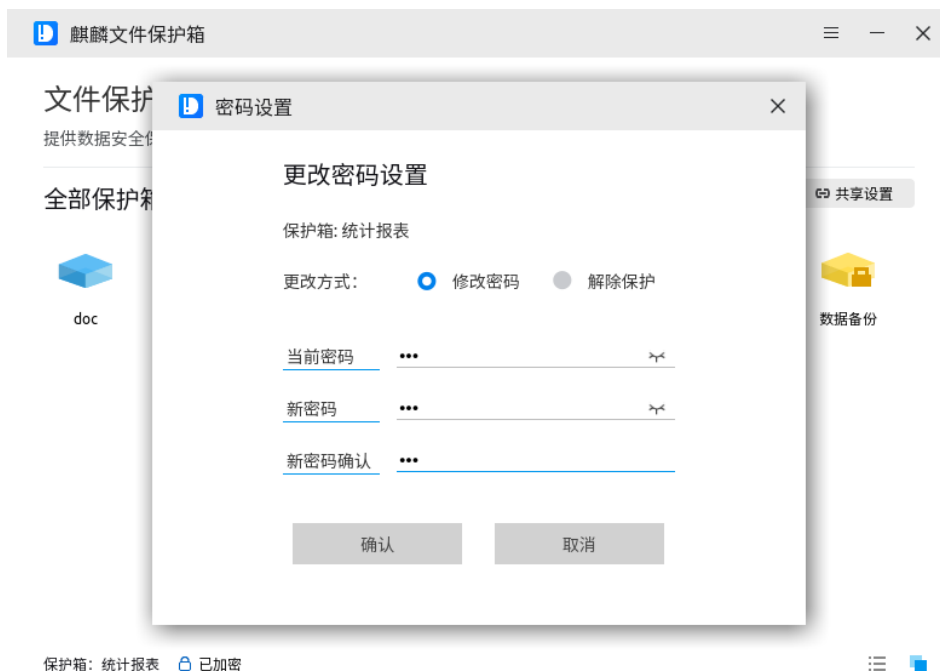 麒麟文件保护箱
文件保护
提供数据安全保
密码设置
全部保护箱
共享设置
更改密码设置
保护箱: 统计报表
更改方式: 修改密码 解除保护
doc
数据备份
当前密码 •••
新密码 •••
新密码确认 •••
确认 取消
保护箱: 统计报表 已加密